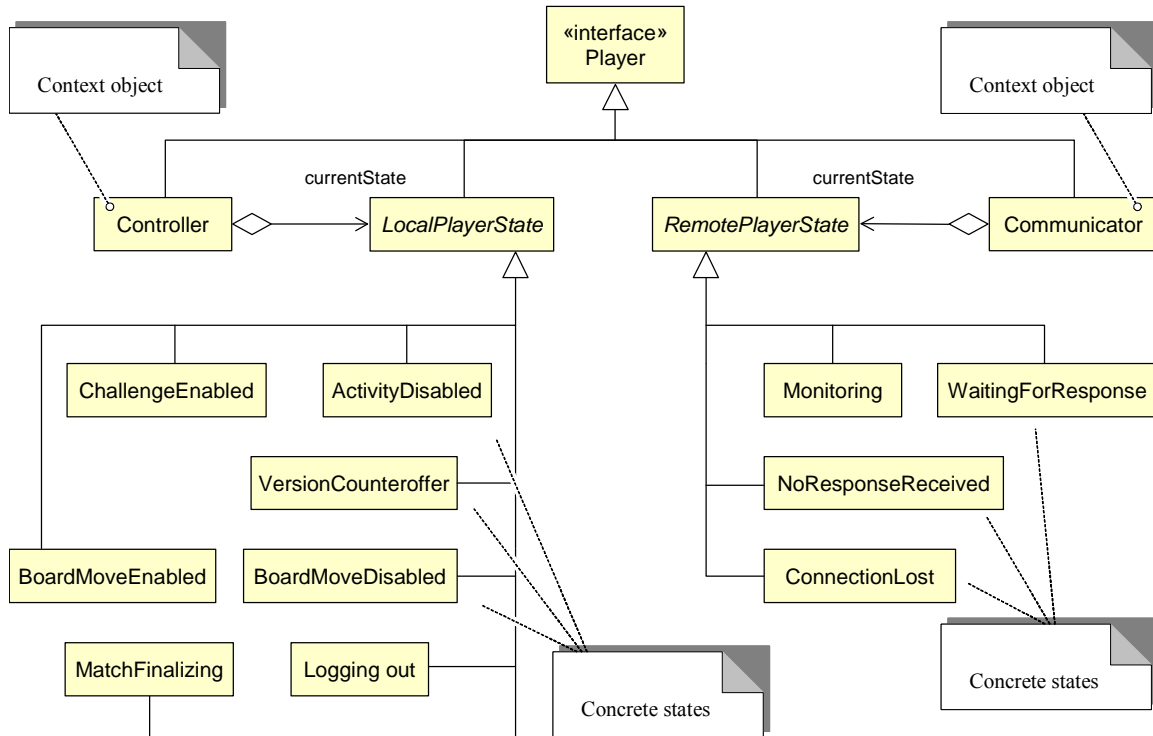 «interface»
Player
Context object
Context object
currentState
currentState
Controller
LocalPlayerState
RemotePlayerState
Communicator
ChallengeEnabled
ActivityDisabled
Monitoring
WaitingForResponse
VersionCounteroffer
NoResponseReceived
BoardMoveEnabled
BoardMoveDisabled
ConnectionLost
MatchFinalizing
Logging out
Concrete states
Concrete states